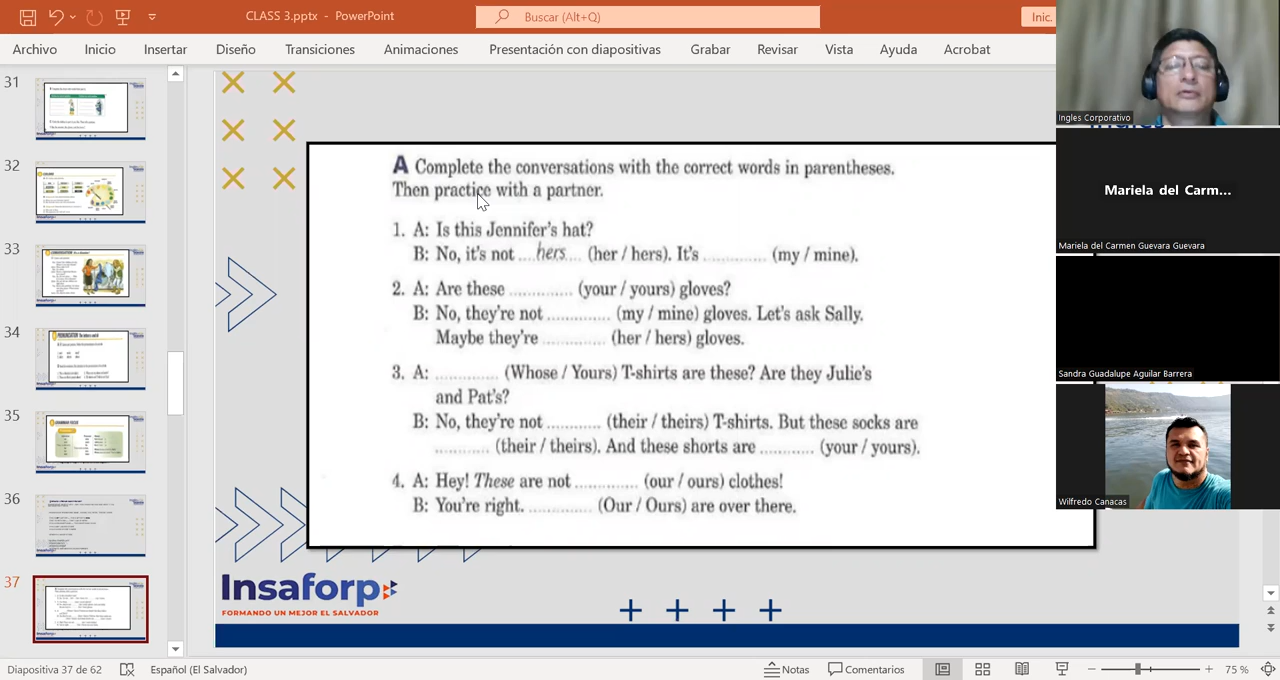 CLASS 3.pptx - PowerPoint
Buscar (Alt+Q)
Inic.
Archivo Inicio Insertar Diseño Transiciones Animaciones Presentación con diapositivas Grabar Revisar Vista Ayuda Acrobat
31
32
33
34
35
36
37
A Complete the conversations with the correct words in parentheses.
Then practice with a partner.
1. A: Is this Jennifer's hat?
B: No, it's not ...hers... (her / hers). It's ............. (my / mine).
2. A: Are these ............. (your / yours) gloves?
B: No, they're not ............. (my / mine) gloves. Let's ask Sally.
Maybe they're ............. (her / hers) gloves.
3. A: ............. (Whose / Yours) T-shirts are these? Are they Julie's
and Pat's?
B: No, they're not ........... (their / theirs) T-shirts. But these socks are
........... (their / theirs). And these shorts are ........... (your / yours).
4. A: Hey! These are not ............. (our / ours) clothes!
B: You're right. ............. (Our / Ours) are over there.
Insaforp
FORMANDO UN MEJOR EL SALVADOR
Ingles Corporativo
Mariela del Carm...
Mariela del Carmen Guevara Guevara
Sandra Guadalupe Aguilar Barrera
Wilfredo Canacas
Diapositiva 37 de 62 Español (El Salvador) Notas Comentarios 75 %